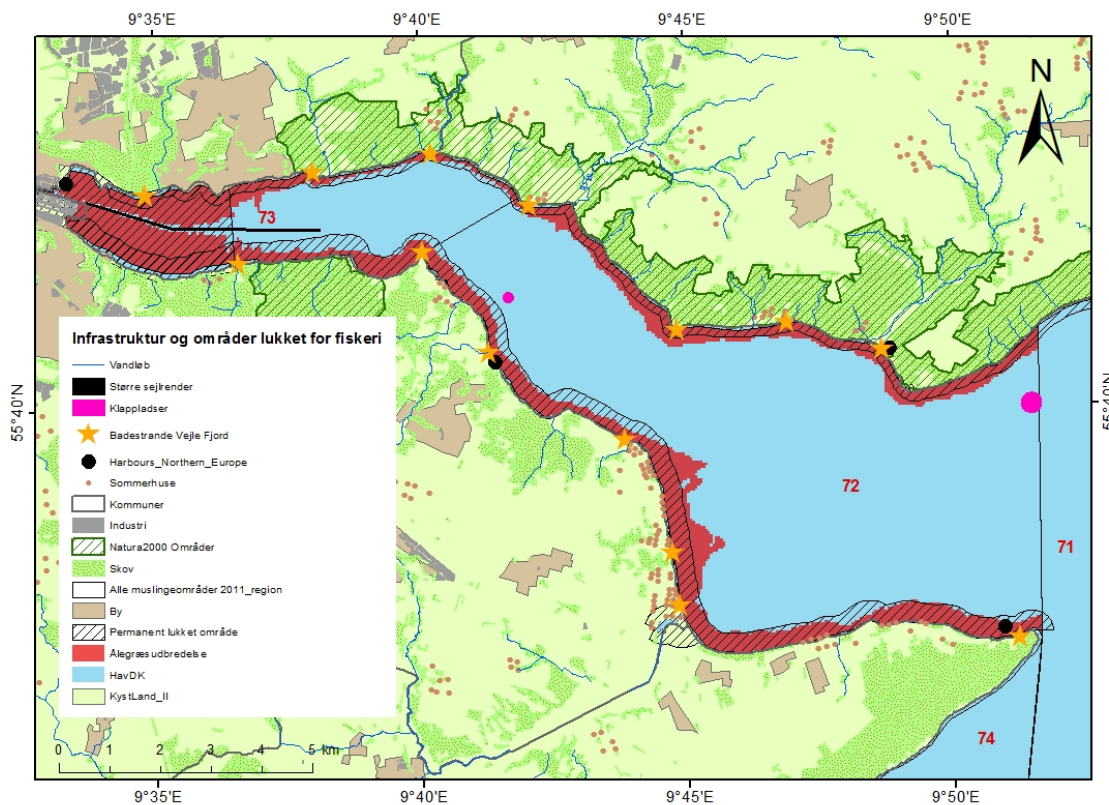 9°35'E 9°40'E 9°45'E 9°50'E
N
73
Infrastruktur og områder lukket for fiskeri
Vandløb
Større sejlrender
Klappladser
Badestrande Vejle Fjord
Harbours_Northern_Europe
Sommerhuse
Kommuner
Industri
Natura2000 Områder
Skov
Alle muslingeområder 2011_region
By
Permanent lukket område
Ålegræsudbredelse
HavDK
KystLand_II
55°40'N
55°40'N
72
71
74
0 1 2 3 4 5 km
9°35'E 9°40'E 9°45'E 9°50'E